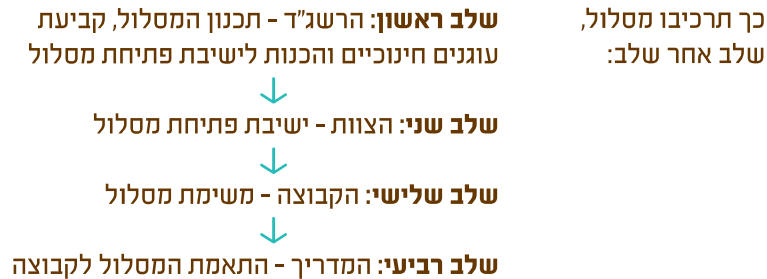 כך תרכיבו מסלול,
שלב אחר שלב:
שלב ראשון: הרשג"ד - תכנון המסלול, קביעת
עוגנים חינוכיים והכנות לישיבת פתיחת מסלול
שלב שני: הצוות - ישיבת פתיחת מסלול
שלב שלישי: הקבוצה - משימת מסלול
שלב רביעי: המדריך - התאמת המסלול לקבוצה